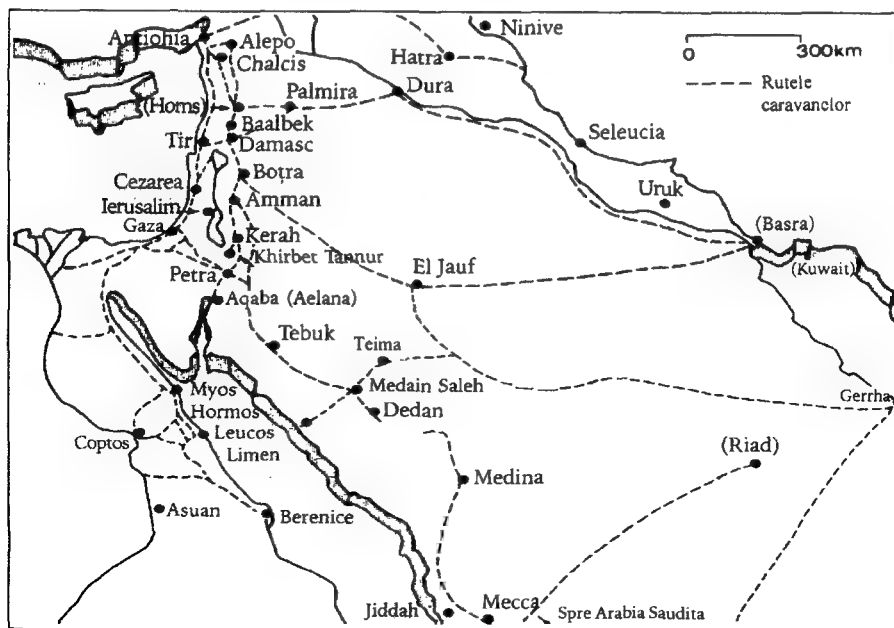 Antiohia
Alepo
Chalcis
Ninive
Hatra
0 300km
Rutele
caravanelor
(Homs)
Palmira
Dura
Baalbek
Damasc
Tir
Seleucia
Botra
Cezarea
Amman
Uruk
Ierusalim
Gaza
(Basra)
Kerah
Khirbet Tannur
(Kuwait)
Petra
El Jauf
Aqaba (Aelana)
Tebuk
Teima
Myos
Hormos
Medain Saleh
Dedan
Gerrha
Coptos
Leucos
Limen
(Riad)
Medina
Asuan
Berenice
Jiddah
Mecca
Spre Arabia Saudita